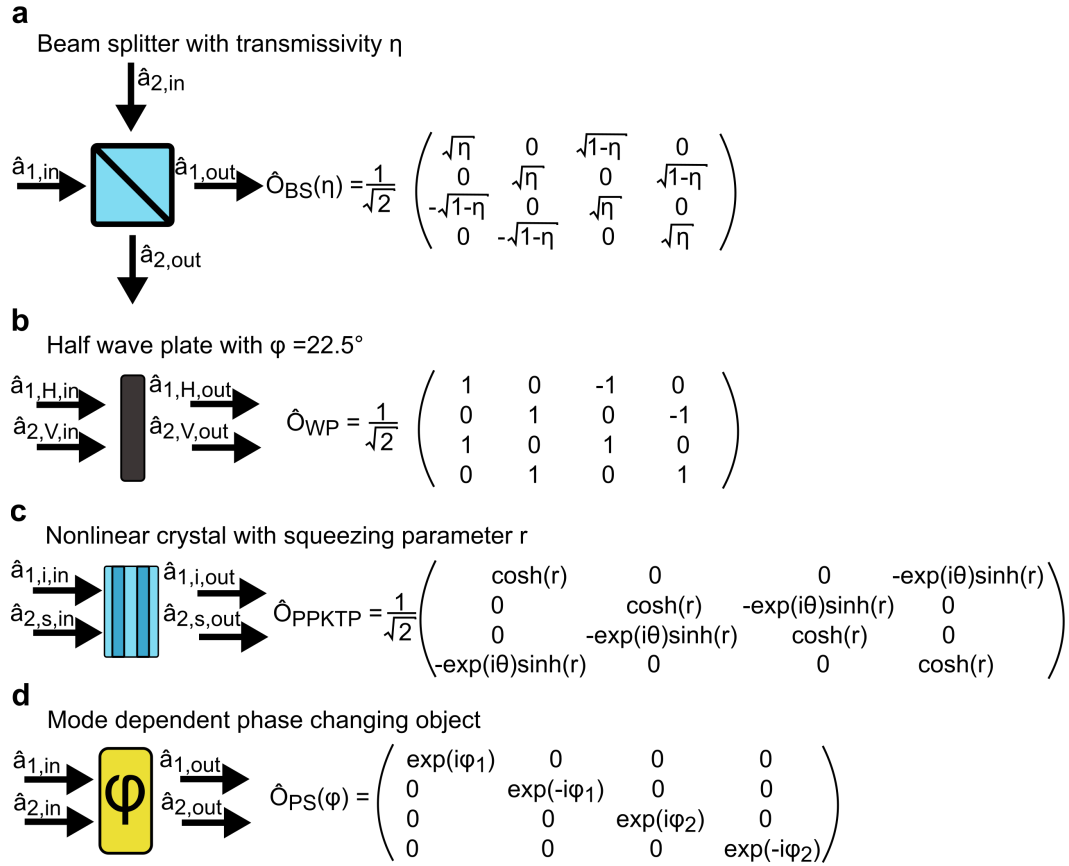 a
Beam splitter with transmissivity η
â2,in
â1,in
â1,out
â2,out
ÔBS(η) = 1/√2
√η 0 √1-η 0
0 √η 0 √1-η
-√1-η 0 √η 0
0 -√1-η 0 √η
b
Half wave plate with φ =22.5°
â1,H,in
â1,H,out
â2,V,in
â2,V,out
ÔWP = 1/√2
1 0 -1 0
0 1 0 -1
1 0 1 0
0 1 0 1
c
Nonlinear crystal with squeezing parameter r
â1,i,in
â1,i,out
â2,s,in
â2,s,out
ÔPPKTP = 1/√2
cosh(r) 0 0 -exp(iθ)sinh(r)
0 cosh(r) -exp(iθ)sinh(r) 0
0 -exp(iθ)sinh(r) cosh(r) 0
-exp(iθ)sinh(r) 0 0 cosh(r)
d
Mode dependent phase changing object
â1,in
â1,out
â2,in
â2,out
φ
ÔPS(φ) =
exp(iφ1) 0 0 0
0 exp(-iφ1) 0 0
0 0 exp(iφ2) 0
0 0 0 exp(-iφ2)